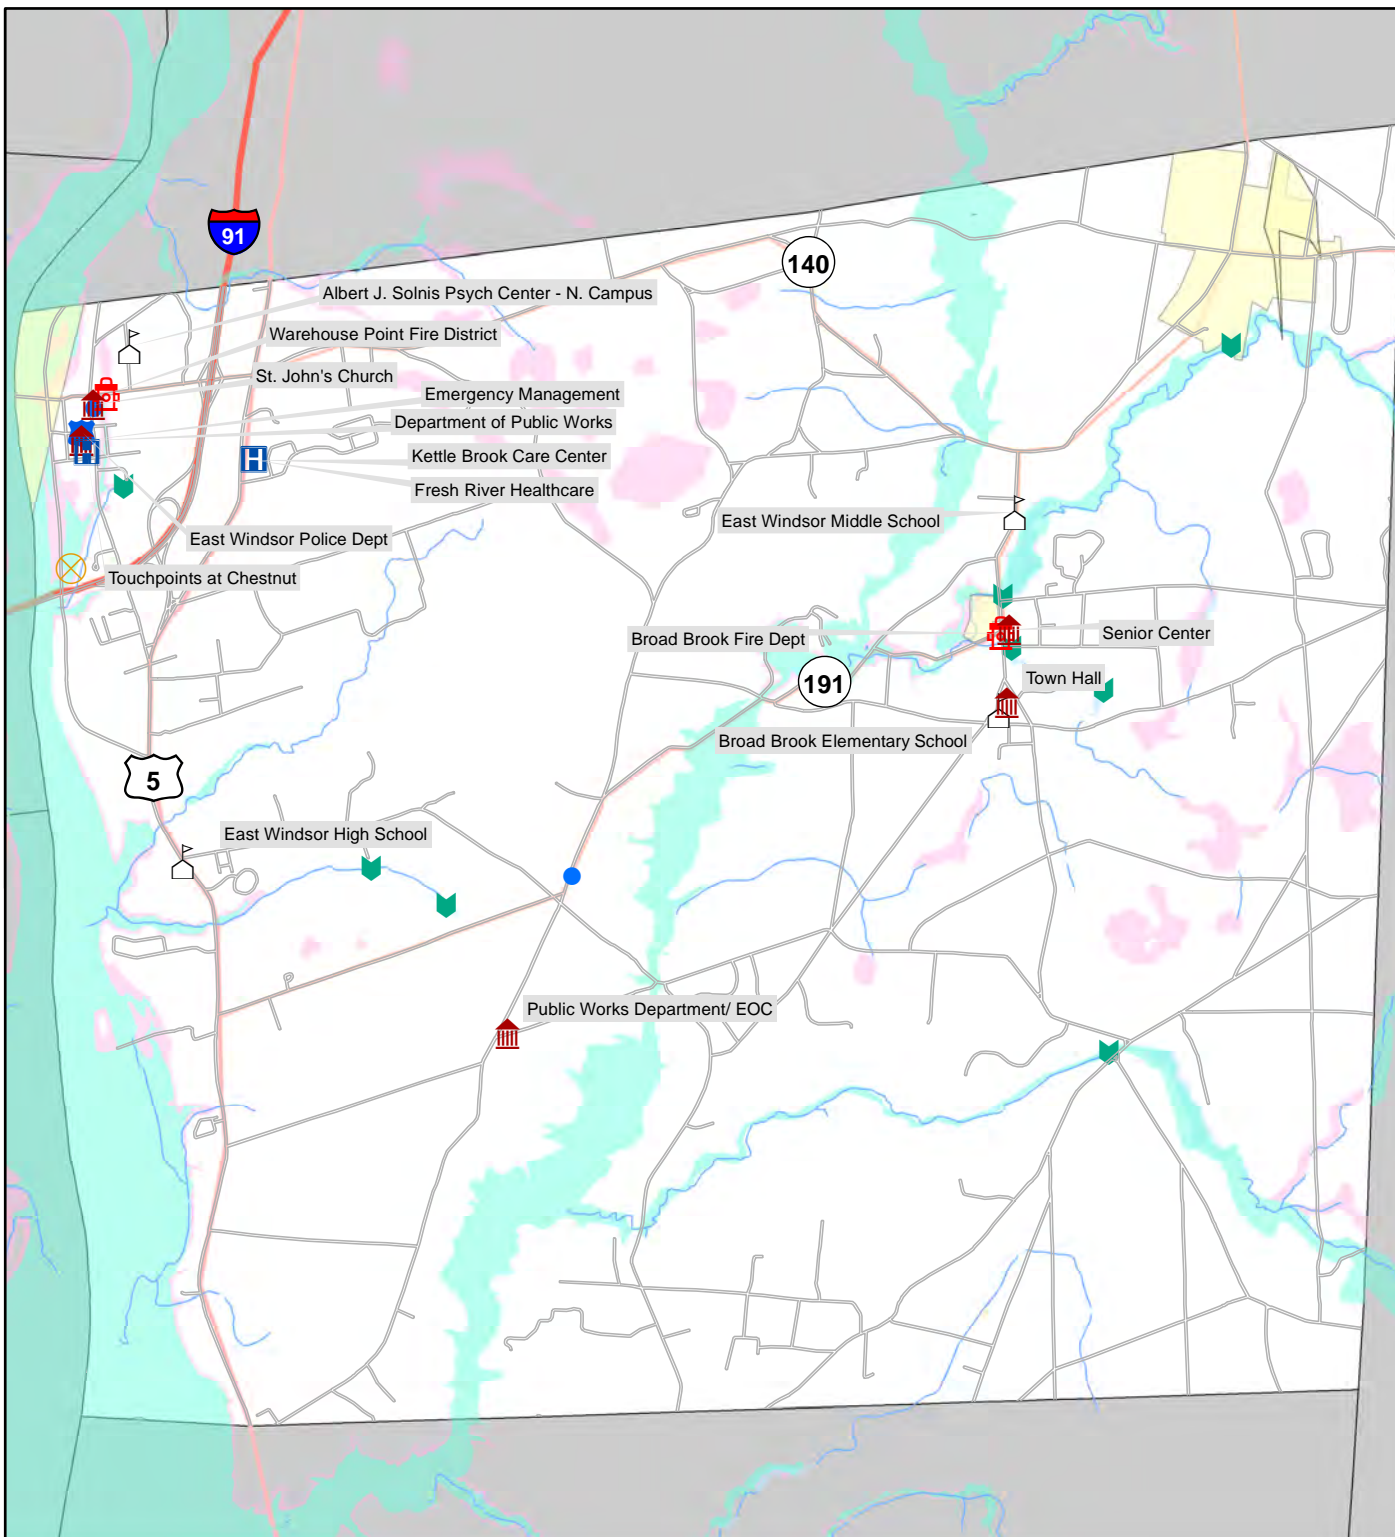 91
140
Albert J. Solnis Psych Center - N. Campus
Warehouse Point Fire District
St. John's Church
Emergency Management
Department of Public Works
Kettle Brook Care Center
H
Fresh River Healthcare
East Windsor Middle School
East Windsor Police Dept
Touchpoints at Chestnut
Broad Brook Fire Dept
Senior Center
191
Town Hall
Broad Brook Elementary School
5
East Windsor High School
Public Works Department/ EOC